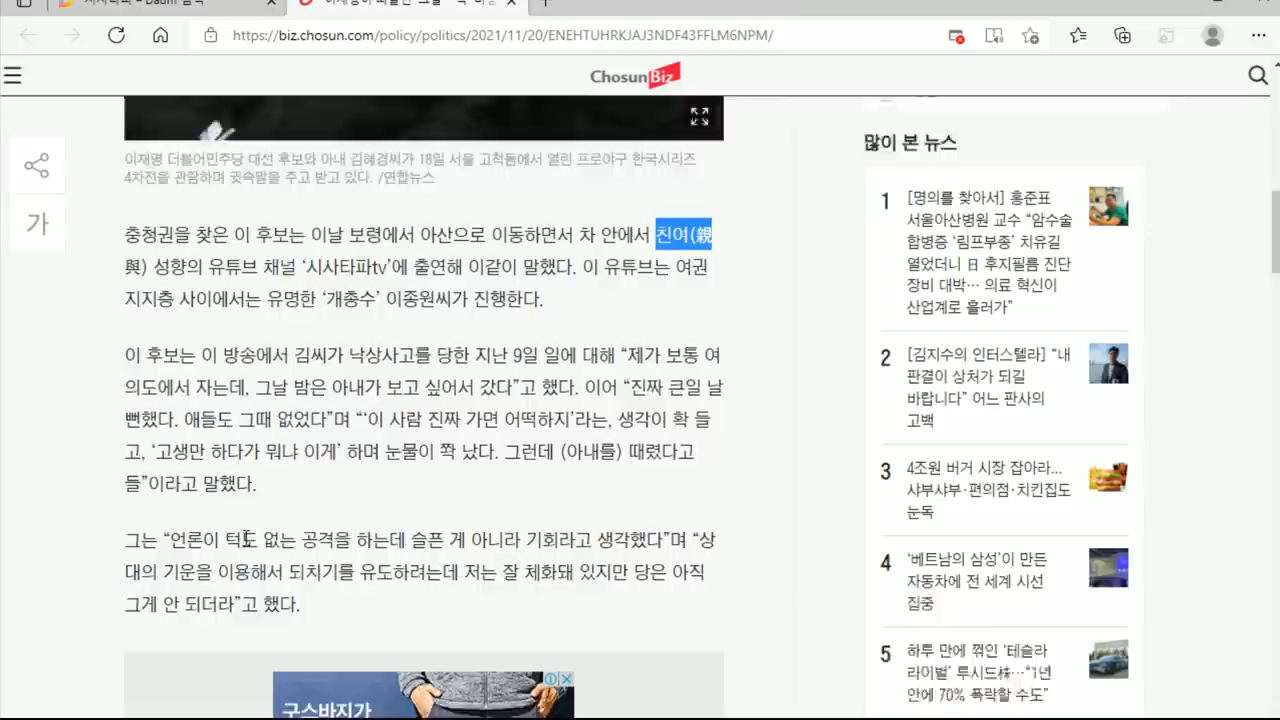 https://biz.chosun.com/policy/politics/2021/11/20/ENEHTUHRKJAJ3NDF43FFLM6NPM/
ChosunBiz
가
이재명 더불어민주당 대선 후보와 아내 김혜경씨가 18일 서울 고척돔에서 열린 프로야구 한국시리즈
4차전을 관람하며 귓속말을 주고 받고 있다. /연합뉴스
충청권을 찾은 이 후보는 이날 보령에서 아산으로 이동하면서 차 안에서 친여(親
與) 성향의 유튜브 채널 ‘시사타파tv’에 출연해 이같이 말했다. 이 유튜브는 여권
지지층 사이에서는 유명한 ‘개총수’ 이종원씨가 진행한다.
이 후보는 이 방송에서 김씨가 낙상사고를 당한 지난 9일 일에 대해 “제가 보통 여
의도에서 자는데, 그날 밤은 아내가 보고 싶어서 갔다”고 했다. 이어 “진짜 큰일 날
뻔했다. 애들도 그때 없었다”며 “‘이 사람 진짜 가면 어떡하지’라는, 생각이 확 들
고, ‘고생만 하다가 뭐냐 이게’ 하며 눈물이 쫙 났다. 그런데 (아내를) 때렸다고
들”이라고 말했다.
그는 “언론이 턱도 없는 공격을 하는데 슬픈 게 아니라 기회라고 생각했다”며 “상
대의 기운을 이용해서 되치기를 유도하려는데 저는 잘 체화돼 있지만 당은 아직
그게 안 되더라”고 했다.
구스바지가
많이 본 뉴스
1
[명의를 찾아서] 홍준표
서울아산병원 교수 “암수술
합병증 ‘림프부종’ 치유길
열었더니 日 후지필름 진단
장비 대박… 의료 혁신이
산업계로 흘러가”
2
[김지수의 인터스텔라] “내
판결이 상처가 되길
바랍니다” 어느 판사의
고백
3
4조원 버거 시장 잡아라...
샤부샤부·편의점·치킨집도
눈독
4
‘베트남의 삼성’이 만든
자동차에 전 세계 시선
집중
5
하루 만에 꺾인 ‘테슬라
라이벌’ 루시드株…“1년
안에 70% 폭락할 수도”